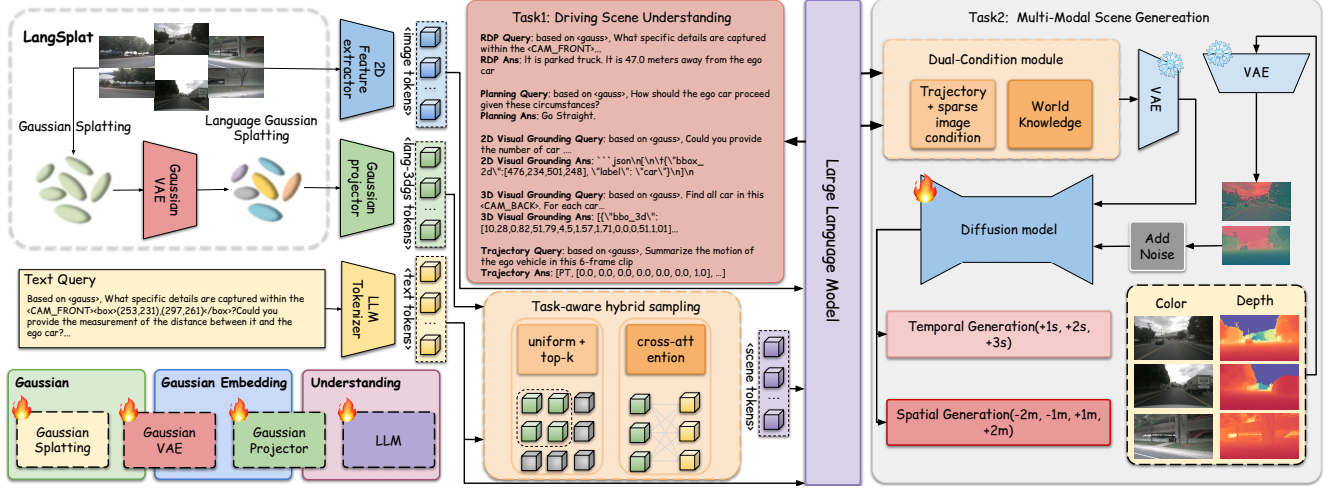 LangSplat
Gaussian Splatting
Language Gaussian
Splatting
Gaussian
VAE
2D
Feature
extractor
<image tokens>
Gaussian
projector
<lang-3dgs tokens>
Text Query
Based on <gauss>, What specific details are captured within the
<CAM_FRONT><box>(253,231),(297,261)</box>?Could you
provide the measurement of the distance between it and the
ego car?...
LLM
Tokenizer
<text tokens>
Gaussian
Gaussian
Splatting
Gaussian Embedding
Gaussian
VAE
Gaussian
Projector
Understanding
LLM
Task1: Driving Scene Understanding
RDP Query: based on <gauss>, What specific details are captured
within the <CAM_FRONT>...
RDP Ans: It is parked truck. It is 47.0 meters away from the ego
car
Planning Query: based on <gauss>, How should the ego car proceed
given these circumstances?
Planning Ans: Go Straight.
2D Visual Grounding Query: based on <gauss>, Could you provide
the number of car ....
2D Visual Grounding Ans: ```json\n[\n\t{\"bbox_
2d\":[476,234,501,248], \"label\": \"car\"}\n]\n
3D Visual Grounding Query: based on <gauss>. Find all car in this
<CAM_BACK>. For each car...
3D Visual Grounding Ans: [{\"bbo_3d\":
[10.28,0.82,51.79,4.5,1.57,1.71,0.0.0,51,1.01]...
Trajectory Query: based on <gauss>, Summarize the motion of
the ego vehicle in this 6-frame clip
Trajectory Ans: [PT, [0.0, 0.0, 0.0, 0.0, 0.0, 0.0, 1.0], ...]
Task-aware hybrid sampling
uniform +
top-k
cross-att
ention
<scene tokens>
Large Language Model
Task2: Multi-Modal Scene Genereation
Dual-Condition module
Trajectory
+ sparse
image
condition
World
Knowledge
VAE
VAE
Diffusion model
Add
Noise
Temporal Generation(+1s, +2s,
+3s)
Spatial Generation(-2m, -1m, +1m,
+2m)
Color
Depth